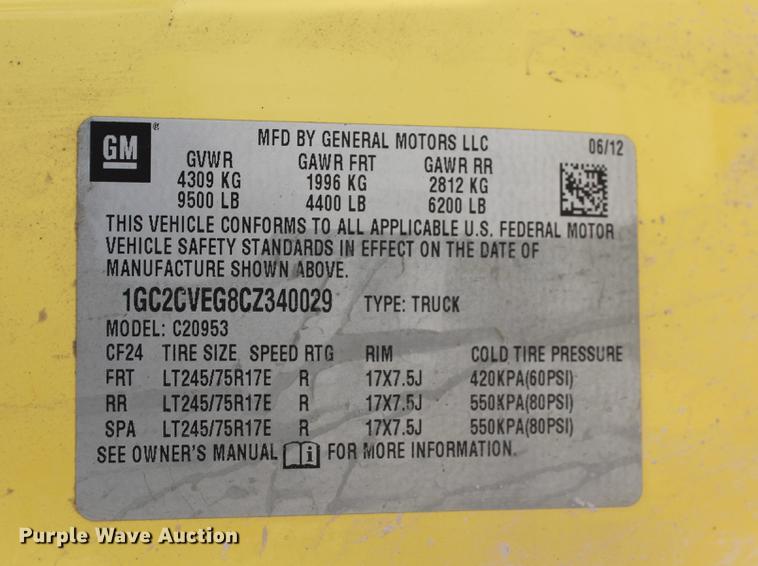 GM ®
MFD BY GENERAL MOTORS LLC 06/12
GVWR GAWR FRT GAWR RR
4309 KG 1996 KG 2812 KG
9500 LB 4400 LB 6200 LB
THIS VEHICLE CONFORMS TO ALL APPLICABLE U.S. FEDERAL MOTOR
VEHICLE SAFETY STANDARDS IN EFFECT ON THE DATE OF
MANUFACTURE SHOWN ABOVE.
1GC2CVEG8CZ340029 TYPE: TRUCK
MODEL: C20953
CF24 TIRE SIZE SPEED RTG RIM COLD TIRE PRESSURE
FRT LT245/75R17E R 17X7.5J 420KPA(60PSI)
RR LT245/75R17E R 17X7.5J 550KPA(80PSI)
SPA LT245/75R17E R 17X7.5J 550KPA(80PSI)
SEE OWNER'S MANUAL i FOR MORE INFORMATION.
Purple Wave Auction